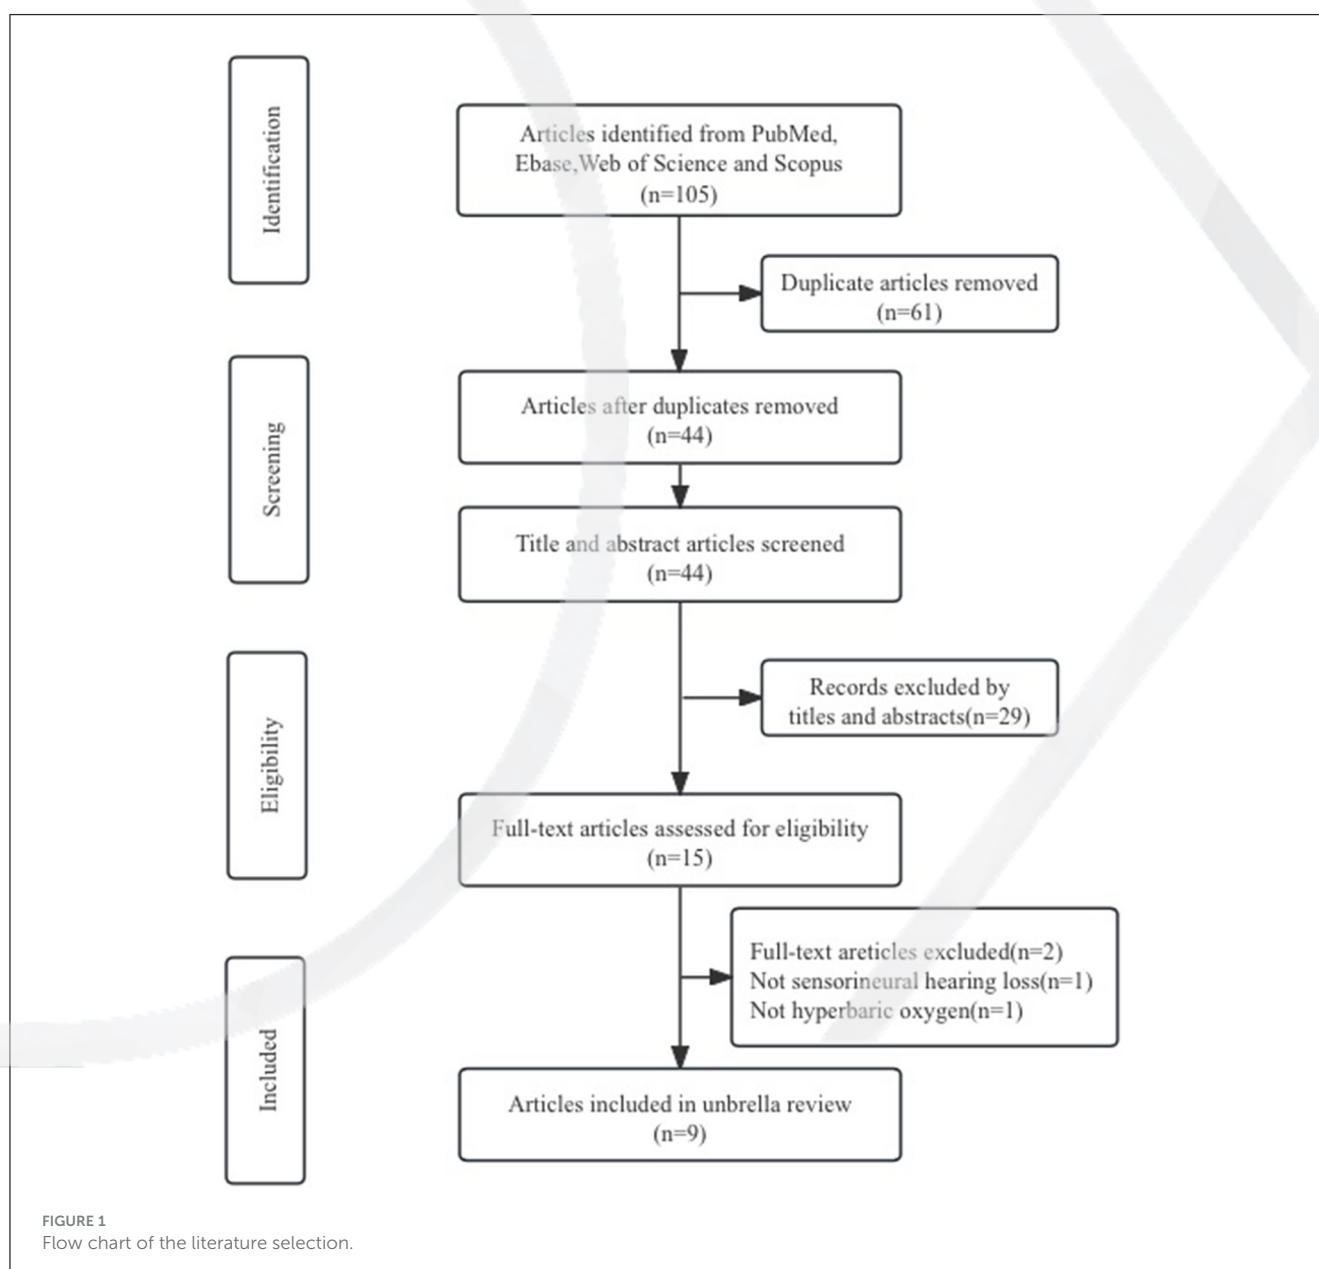 Identification
Articles identified from PubMed,
Ebase,Web of Science and Scopus
(n=105)
Duplicate articles removed
(n=61)
Screening
Articles after duplicates removed
(n=44)
Title and abstract articles screened
(n=44)
Eligibility
Records excluded by
titles and abstracts(n=29)
Full-text articles assessed for eligibility
(n=15)
Included
Full-text areticles excluded(n=2)
Not sensorineural hearing loss(n=1)
Not hyperbaric oxygen(n=1)
Articles included in unbrella review
(n=9)
FIGURE 1
Flow chart of the literature selection.